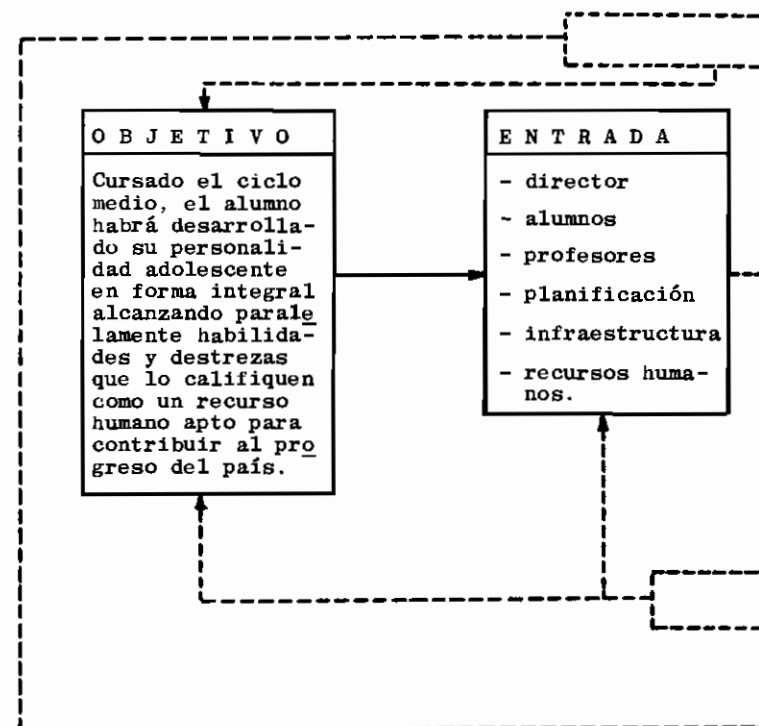 O B J E T I V O
Cursado el ciclo
medio, el alumno
habrá desarrolla-
do su personali-
dad adolescente
en forma integral
alcanzando parale
lamente habilida-
des y destrezas
que lo califiquen
como un recurso
humano apto para
contribuir al pro
greso del país.
E N T R A D A
- director
- alumnos
- profesores
- planificación
- infraestructura
- recursos huma-
nos.